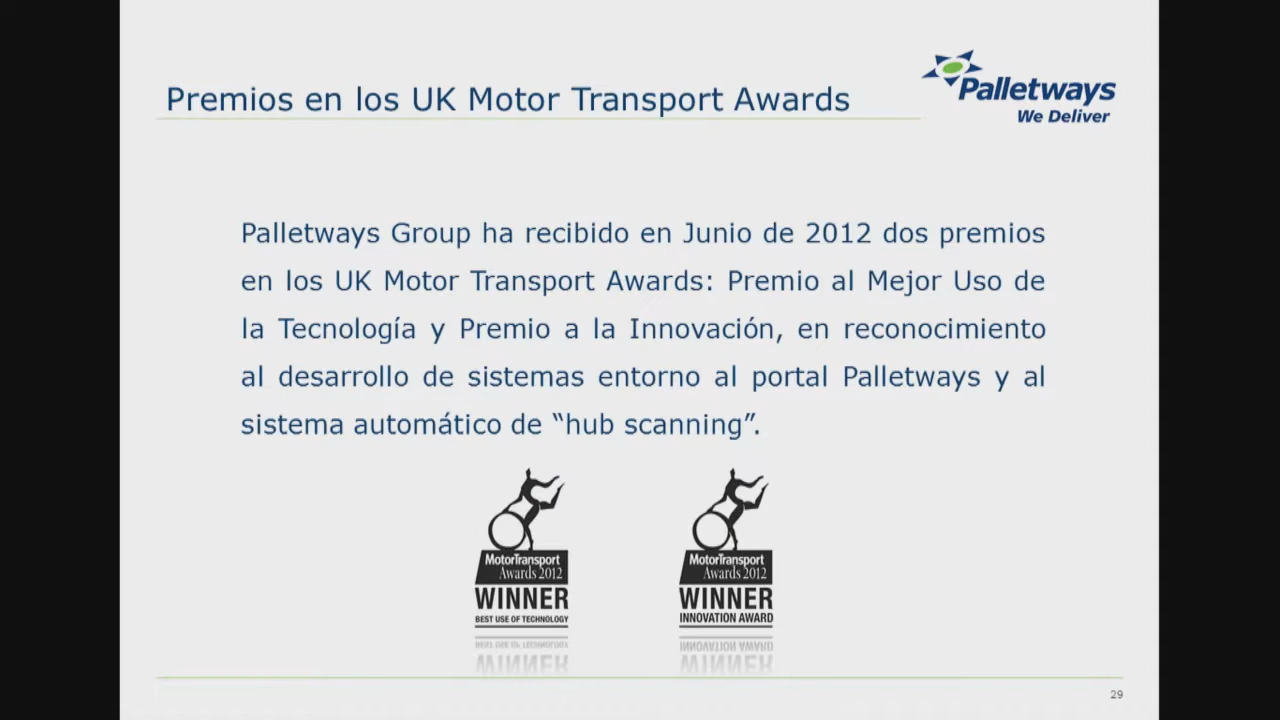 Premios en los UK Motor Transport Awards
Palletways
We Deliver
Palletways Group ha recibido en Junio de 2012 dos premios
en los UK Motor Transport Awards: Premio al Mejor Uso de
la Tecnología y Premio a la Innovación, en reconocimiento
al desarrollo de sistemas entorno al portal Palletways y al
sistema automático de “hub scanning”.
MotorTransport
Awards 2012
WINNER
BEST USE OF TECHNOLOGY
MotorTransport
Awards 2012
WINNER
INNOVATION AWARD
29